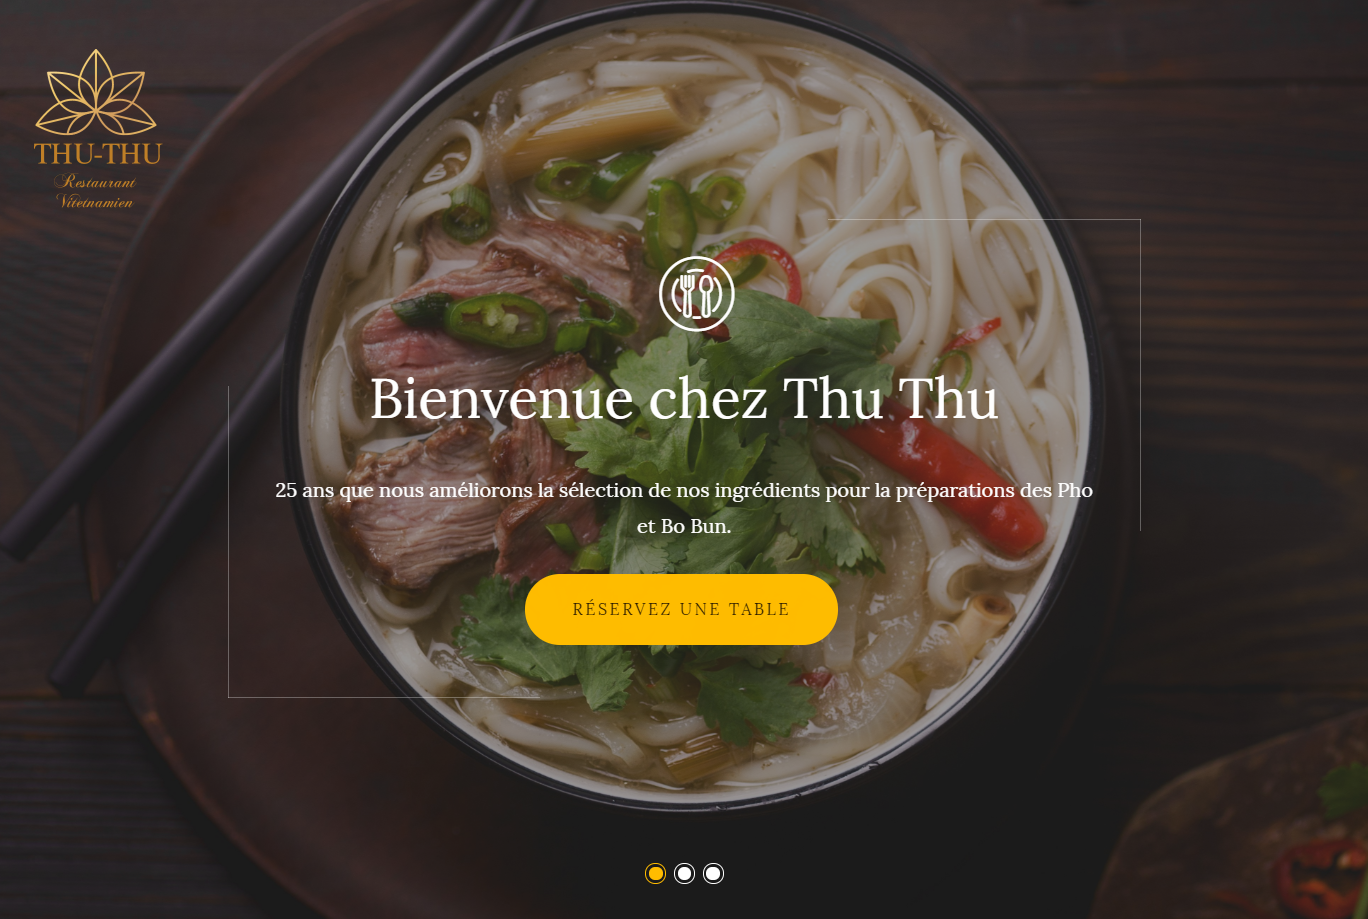 THU-THU
Restaurant
Vitetnamien
Bienvenue chez Thu Thu
25 ans que nous améliorons la sélection de nos ingrédients pour la préparations des Pho
et Bo Bun.
RÉSERVEZ UNE TABLE